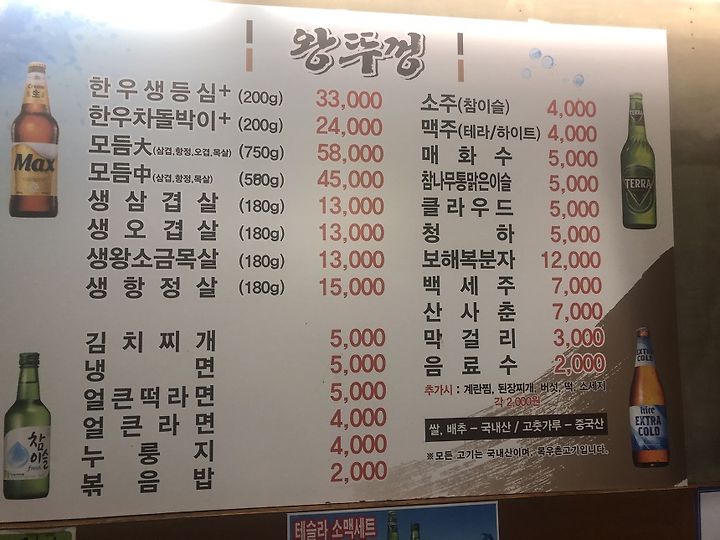 왕뚜껑
한우생등심+ (200g) 33,000
한우차돌박이+ (200g) 24,000
모듬大(삼겹,항정,오겹,목살) (750g) 58,000
모듬中(삼겹,항정,목살) (580g) 45,000
생삼겹살 (180g) 13,000
생오겹살 (180g) 13,000
생왕소금목살 (180g) 13,000
생항정살 (180g) 15,000
김치찌개 5,000
냉면 5,000
얼큰떡라면 5,000
얼큰라면 4,000
누룽지 4,000
볶음밥 2,000
소주(참이슬) 4,000
맥주(테라/하이트) 4,000
매화수 5,000
참나무통맑은이슬 5,000
클라우드 5,000
청하 5,000
보해복분자 12,000
백세주 7,000
산사춘 7,000
막걸리 3,000
음료수 2,000
추가시 : 계란찜, 된장찌개, 버섯, 떡, 소세지
각 2,000원
쌀, 배추 – 국내산 / 고춧가루 – 중국산
※모든 고기는 국내산이며, 목우촌고기입니다.
Max
TERRA
참이슬
fresh
EXTRA
COLD
hite
EXTRA
COLD
테슬라 소맥세트